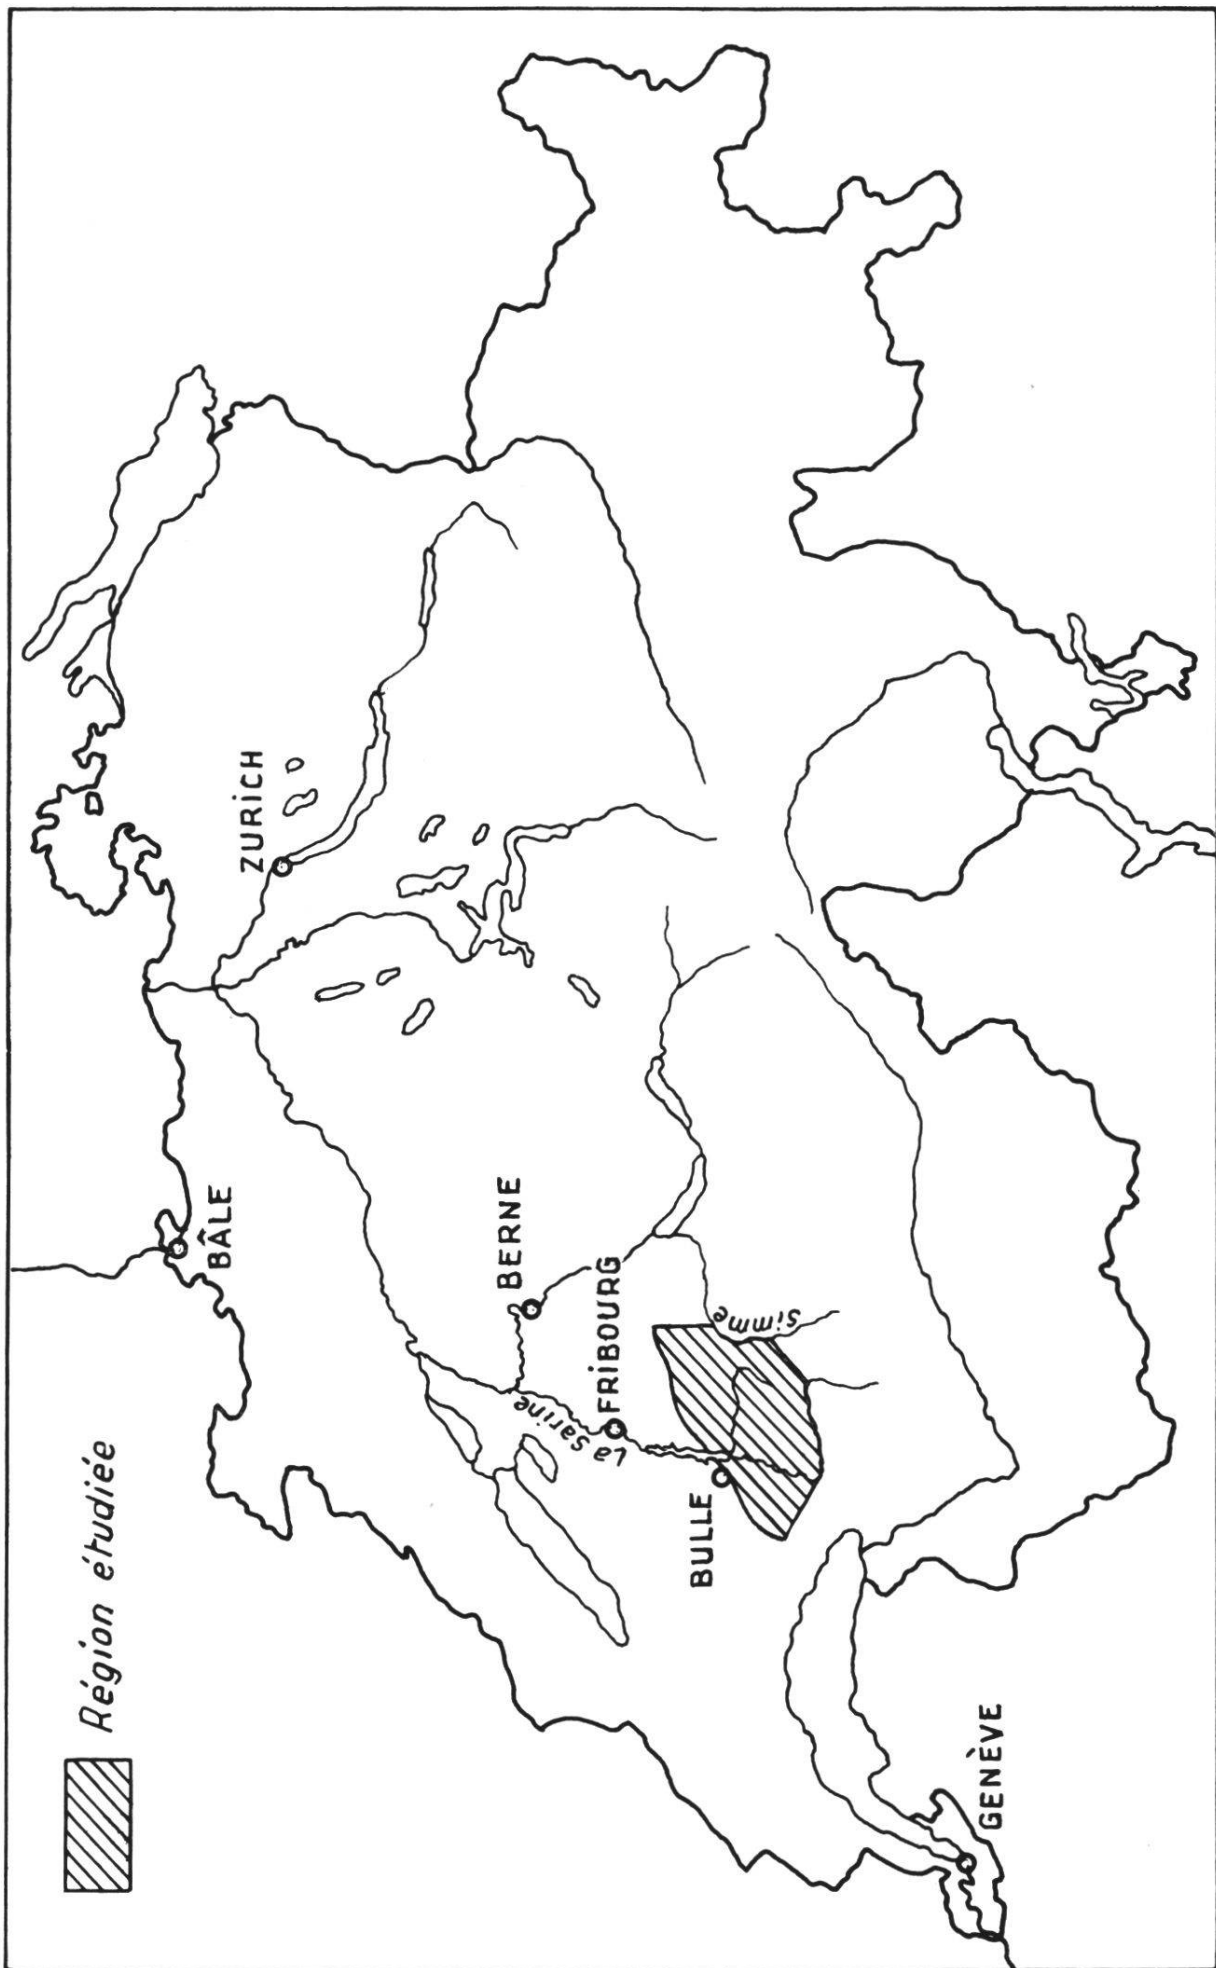 Région étudiée
BÂLE
ZURiCH
BERNE
La sarine
FRiBOURG
simme
BULLE
GENÈVE